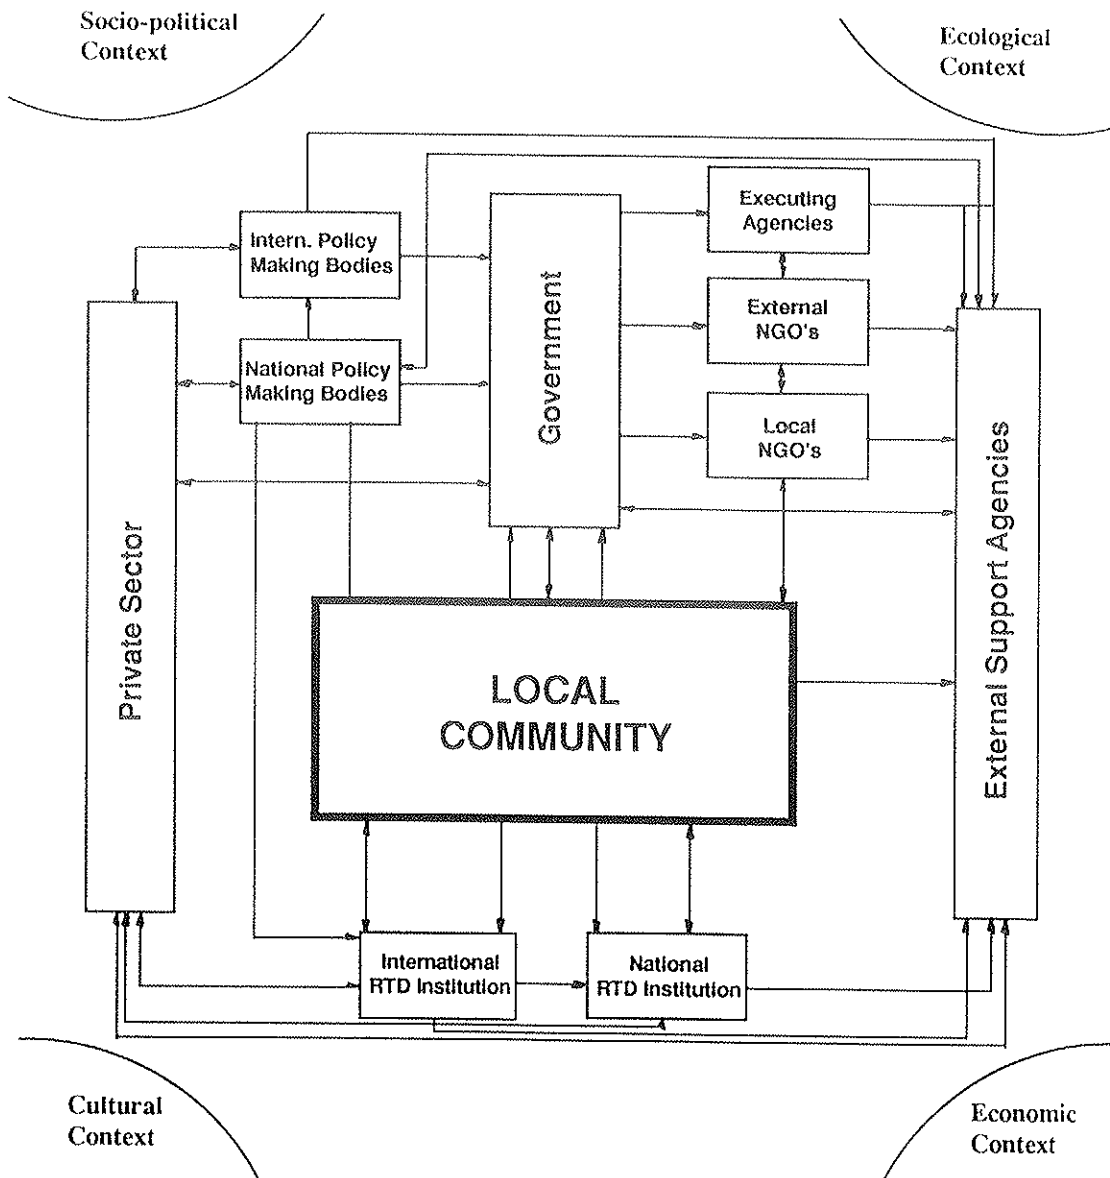 Socio-political
Context
Ecological
Context
Executing
Agencies
Intern. Policy
Making Bodies
External
NGO's
National Policy
Making Bodies
Local
NGO's
Government
Private Sector
External Support Agencies
LOCAL
COMMUNITY
International
RTD Institution
National
RTD Institution
Cultural
Context
Economic
Context